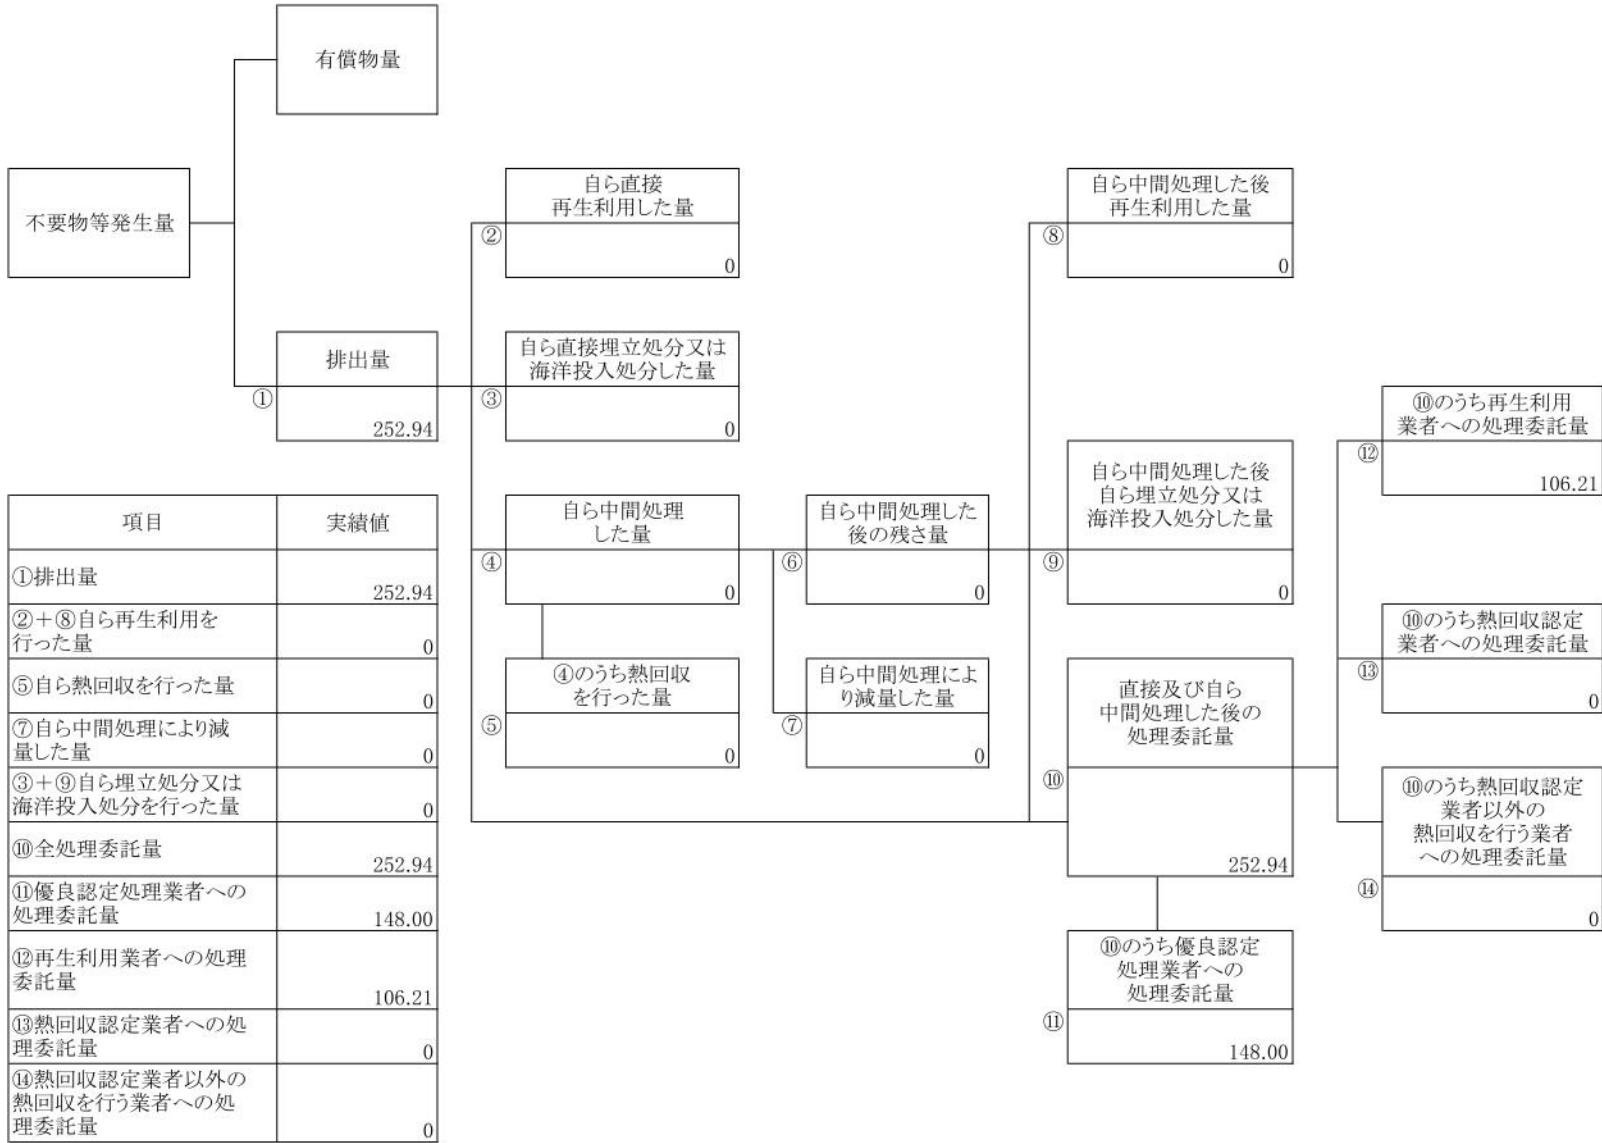 有償物量
不要物等発生量
排出量
①
252.94
自ら直接
再生利用した量
②
0
自ら直接埋立処分又は
海洋投入処分した量
③
0
自ら中間処理
した量
④
0
④のうち熱回収
を行った量
⑤
0
自ら中間処理した
後の残さ量
⑥
0
自ら中間処理によ
り減量した量
⑦
0
自ら中間処理した後
再生利用した量
⑧
0
自ら中間処理した後
自ら埋立処分又は
海洋投入処分した量
⑨
0
直接及び自ら
中間処理した後の
処理委託量
⑩
252.94
⑩のうち優良認定
処理業者への
処理委託量
⑪
148.00
⑩のうち再生利用
業者への処理委託量
⑫
106.21
⑩のうち熱回収認定
業者への処理委託量
⑬
0
⑩のうち熱回収認定
業者以外の
熱回収を行う業者
への処理委託量
⑭
0
項目 実績値
①排出量
252.94
②＋⑧自ら再生利用を
行った量
0
⑤自ら熱回収を行った量
0
⑦自ら中間処理により減
量した量
0
③＋⑨自ら埋立処分又は
海洋投入処分を行った量
0
⑩全処理委託量
252.94
⑪優良認定処理業者への
処理委託量
148.00
⑫再生利用業者への処理
委託量
106.21
⑬熱回収認定業者への処
理委託量
0
⑭熱回収認定業者以外の
熱回収を行う業者への処
理委託量
0